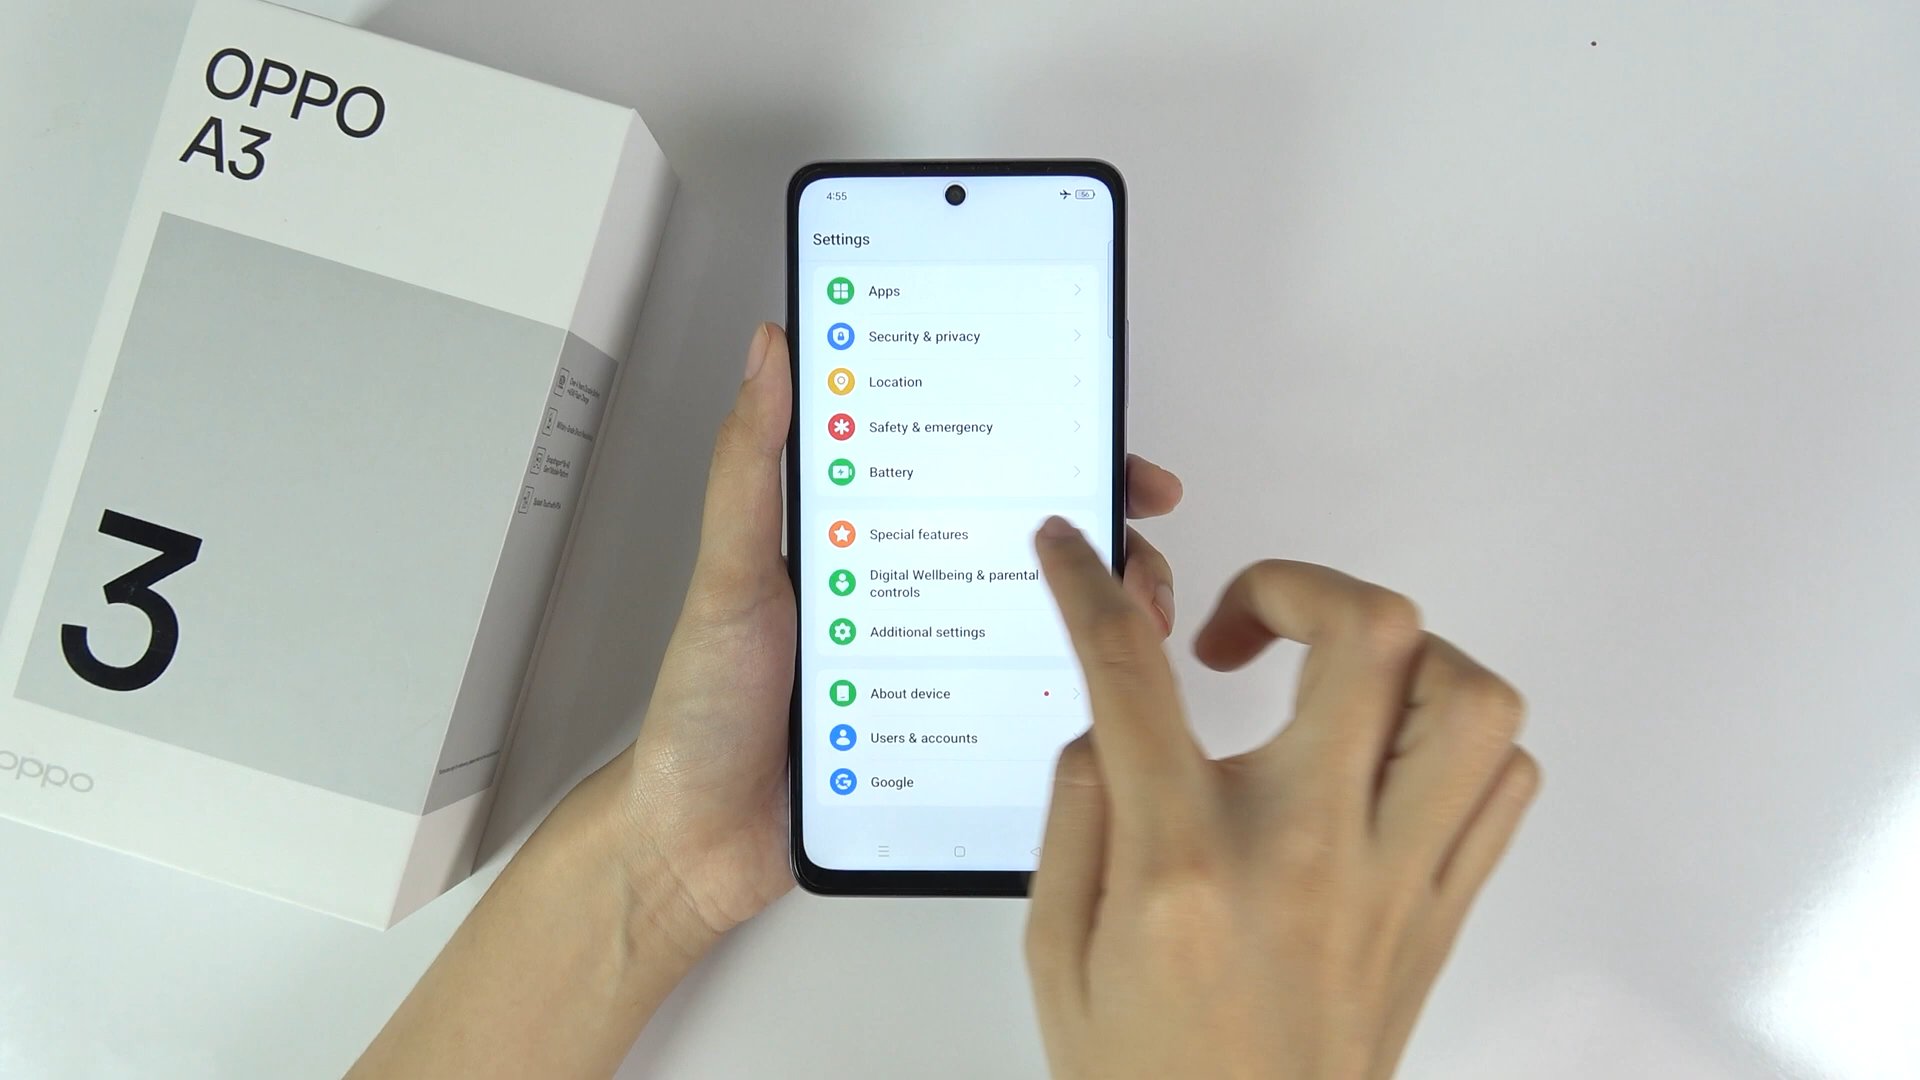 OPPO
A3
3
oppo
4:55
56
Settings
Apps
Security & privacy
Location
Safety & emergency
Battery
Special features
Digital Wellbeing & parental
controls
Additional settings
About device
Users & accounts
Google